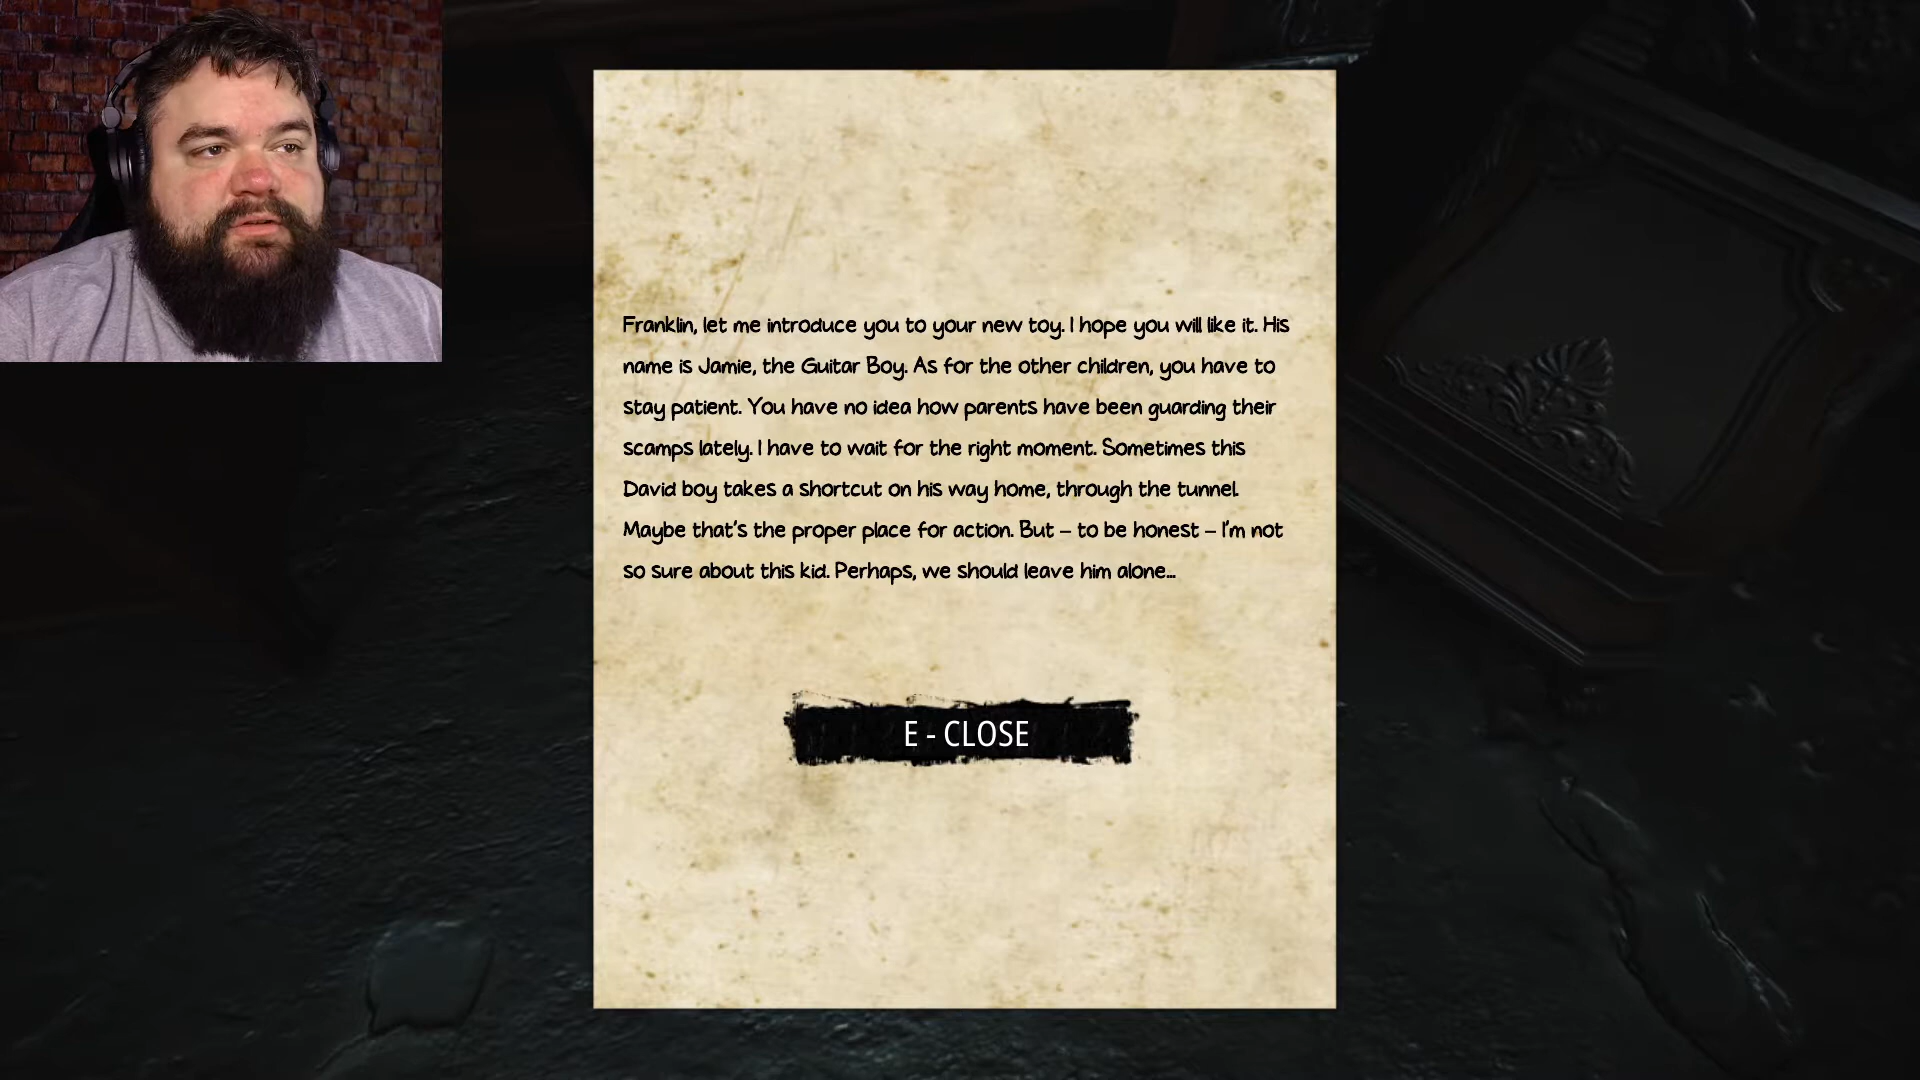 Franklin, let me introduce you to your new toy. I hope you will like it. His
name is Jamie, the Guitar Boy. As for the other children, you have to
stay patient. You have no idea how parents have been guarding their
scamps lately. I have to wait for the right moment. Sometimes this
David boy takes a shortcut on his way home, through the tunnel.
Maybe that's the proper place for action. But – to be honest – I'm not
so sure about this kid. Perhaps, we should leave him alone...
E - CLOSE